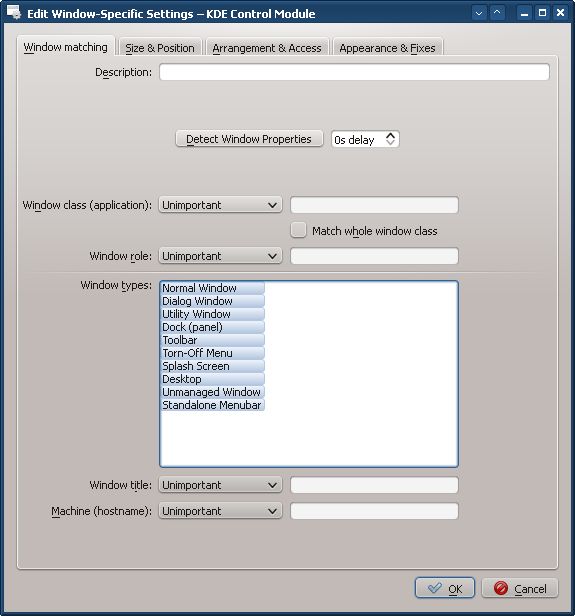 Edit Window-Specific Settings – KDE Control Module
Window matching Size & Position Arrangement & Access Appearance & Fixes
Description:
Detect Window Properties 0s delay
Window class (application): Unimportant
Match whole window class
Window role: Unimportant
Window types: Normal Window
Dialog Window
Utility Window
Dock (panel)
Toolbar
Torn-Off Menu
Splash Screen
Desktop
Unmanaged Window
Standalone Menubar
Window title: Unimportant
Machine (hostname): Unimportant
OK Cancel